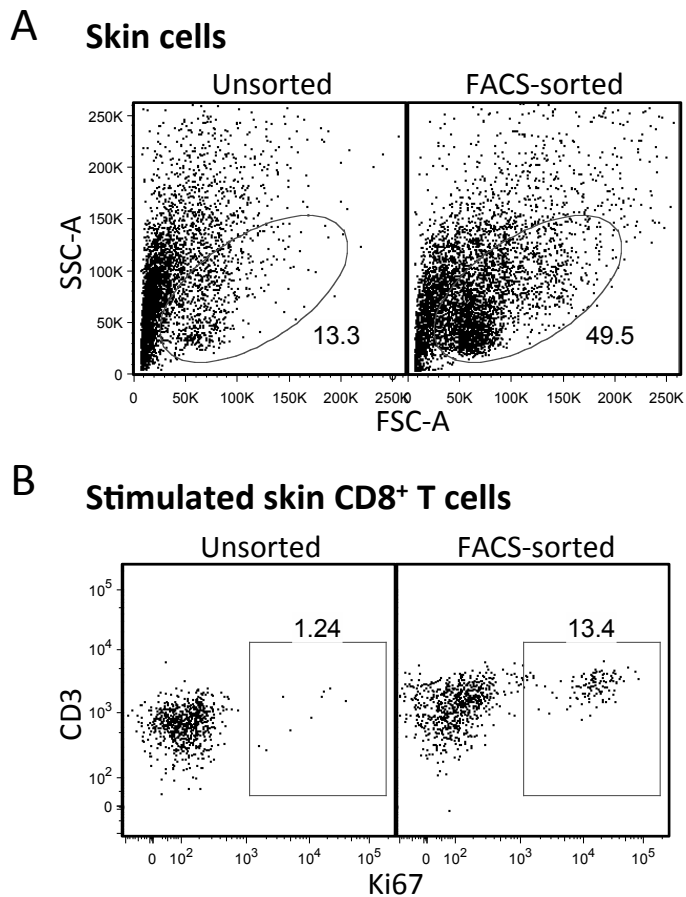 A
Skin cells
Unsorted FACS-sorted
250K
200K
150K
100K
50K
0
SSC-A
13.3 49.5
0 50K 100K 150K 200K 250K 50K 100K 150K 200K 250K
FSC-A
B
Stimulated skin CD8⁺ T cells
Unsorted FACS-sorted
1.24 13.4
10⁵
10⁴
10³
10²
0
CD3
0 10² 10³ 10⁴ 10⁵ 0 10² 10³ 10⁴ 10⁵
Ki67